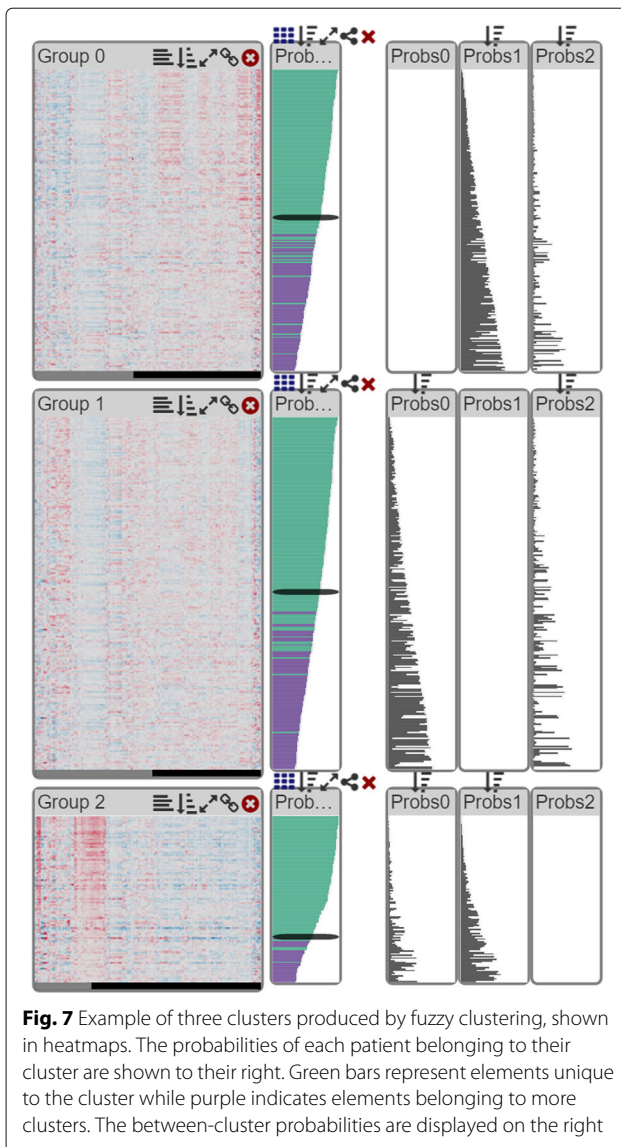 Group 0
Prob...
Probs0
Probs1
Probs2
Group 1
Prob...
Probs0
Probs1
Probs2
Group 2
Prob...
Probs0
Probs1
Probs2
Fig. 7 Example of three clusters produced by fuzzy clustering, shown
in heatmaps. The probabilities of each patient belonging to their
cluster are shown to their right. Green bars represent elements unique
to the cluster while purple indicates elements belonging to more
clusters. The between-cluster probabilities are displayed on the right